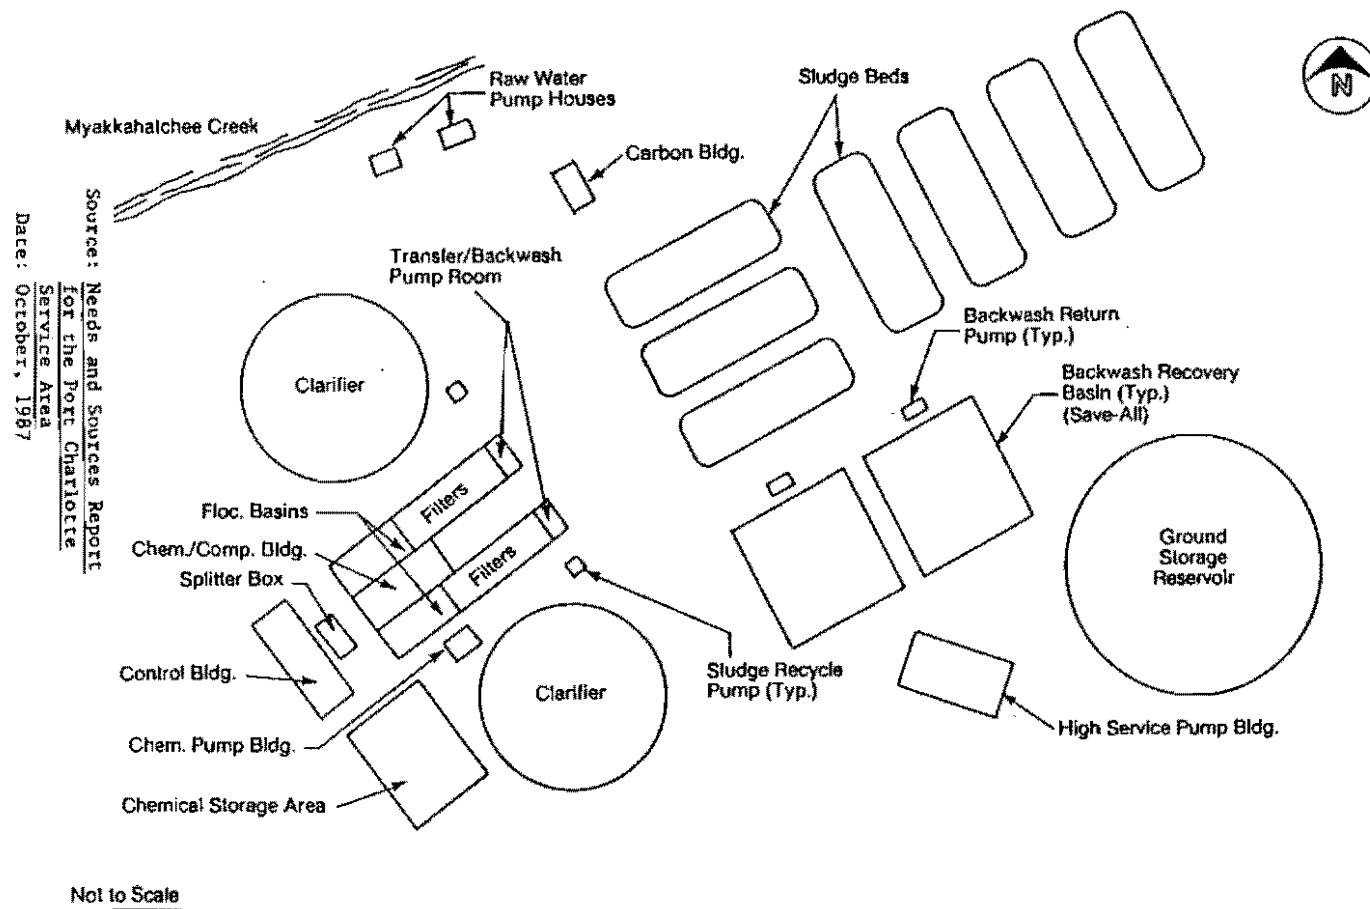 Raw Water
Pump Houses
Sludge Beds
N
Myakkahatchee Creek
Carbon Bldg.
Source: Needs and Sources Report
for the Port Charlotte
Service Area
Date: October, 1987
Transfer/Backwash
Pump Room
Backwash Return
Pump (Typ.)
Clarifier
Backwash Recovery
Basin (Typ.)
(Save-All)
Filters
Floc. Basins
Chem./Comp. Bldg.
Filters
Splitter Box
Ground
Storage
Reservoir
Control Bldg.
Sludge Recycle
Pump (Typ.)
Clarifier
High Service Pump Bldg.
Chem. Pump Bldg.
Chemical Storage Area
Not to Scale